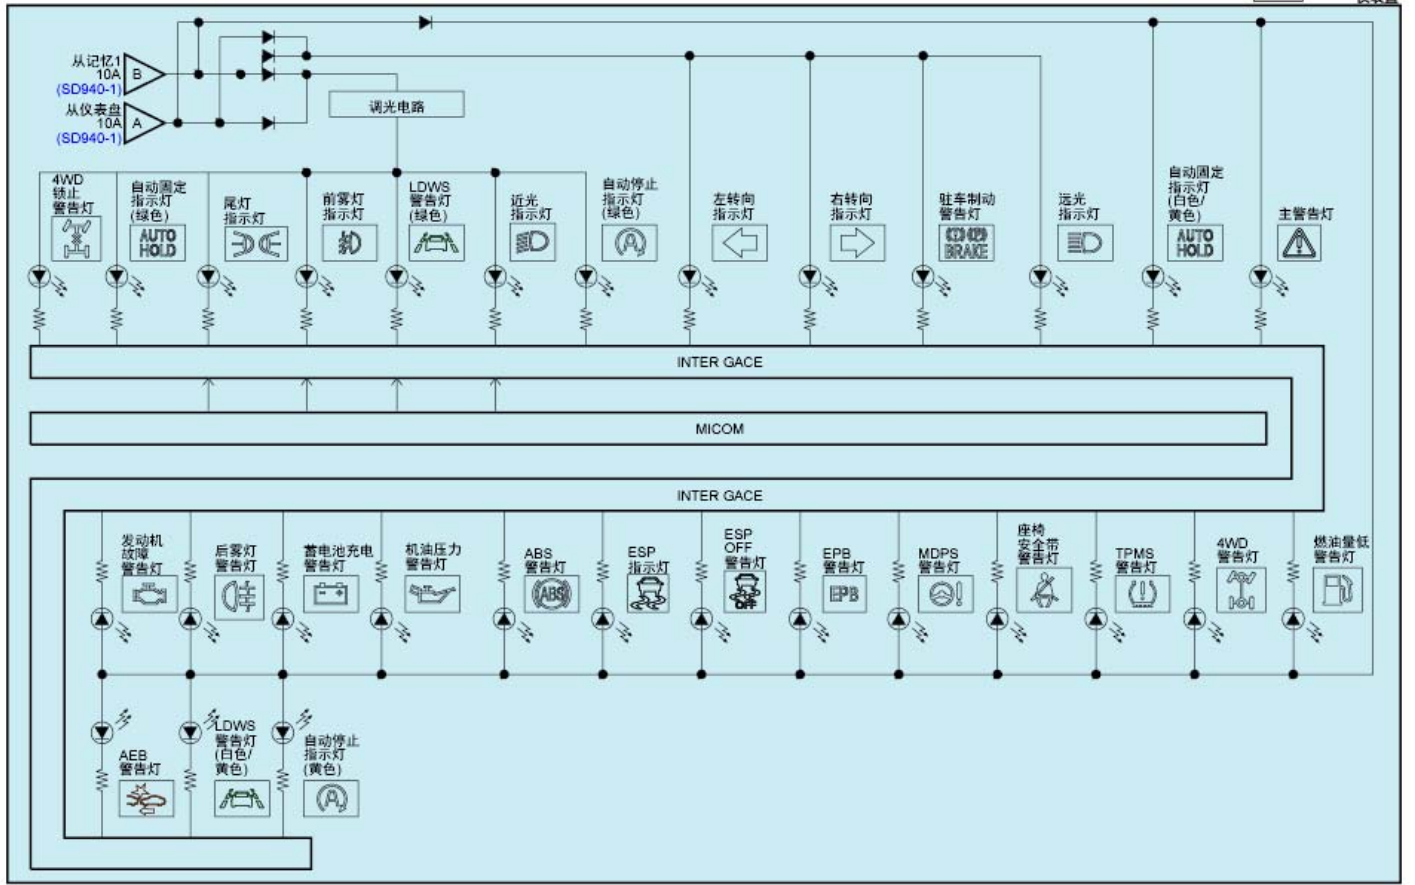 从记忆1
10A
B
(SD940-1)
从仪表盘
10A
A
(SD940-1)
调光电路
4WD
锁止
警告灯
自动固定
指示灯
(绿色)
AUTO
HOLD
尾灯
指示灯
前雾灯
指示灯
LDWS
警告灯
(绿色)
近光
指示灯
自动停止
指示灯
(绿色)
A
左转向
指示灯
右转向
指示灯
驻车制动
警告灯
BRAKE
远光
指示灯
自动固定
指示灯
(白色/
黄色)
AUTO
HOLD
主警告灯
INTER GACE
MICOM
INTER GACE
发动机
故障
警告灯
后雾灯
警告灯
蓄电池充电
警告灯
机油压力
警告灯
ABS
警告灯
ABS
ESP
指示灯
ESP
OFF
警告灯
OFF
EPB
警告灯
EPB
MDPS
警告灯
座椅
安全带
警告灯
TPMS
警告灯
4WD
警告灯
燃油量低
警告灯
AEB
警告灯
LDWS
警告灯
(白色/
黄色)
自动停止
指示灯
(黄色)
A